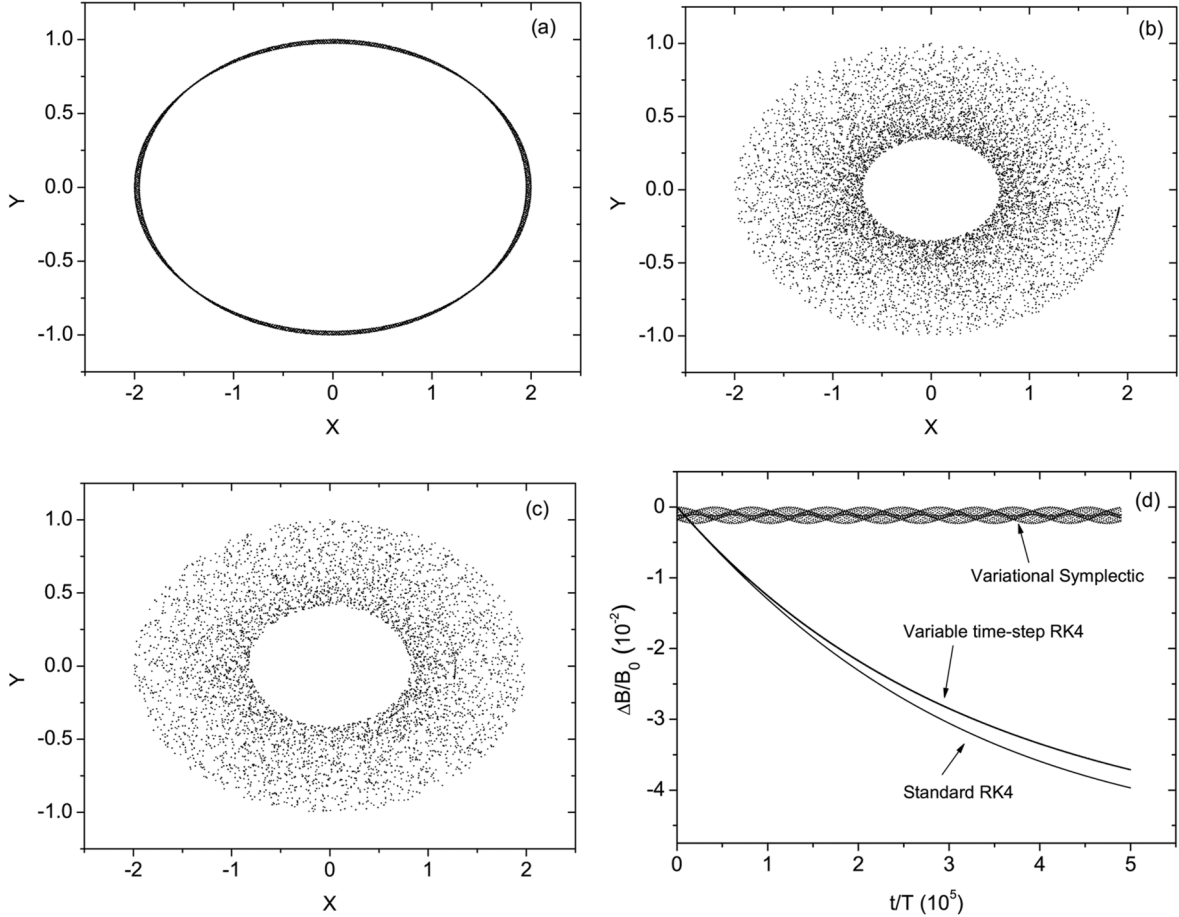 (a)
1.0
0.5
0.0
-0.5
-1.0
Y
-2 -1 0 1 2
X
(b)
1.0
0.5
0.0
-0.5
-1.0
Y
-2 -1 0 1 2
X
(c)
1.0
0.5
0.0
-0.5
-1.0
Y
-2 -1 0 1 2
X
(d)
0
-1
-2
-3
-4
ΔB/B₀ (10⁻²)
Variational Symplectic
Variable time-step RK4
Standard RK4
0 1 2 3 4 5
t/T (10⁵)